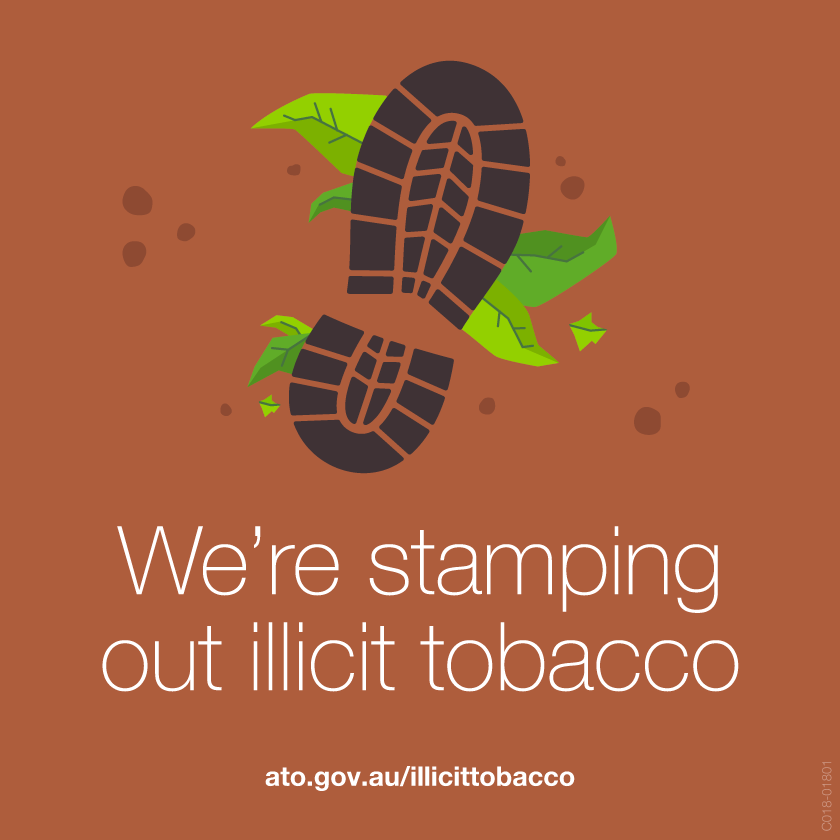 We're stamping
out illicit tobacco
ato.gov.au/illicittobacco
C018-01801